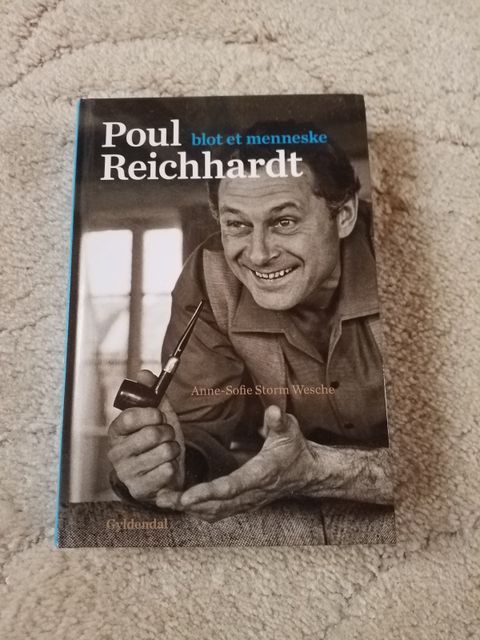 Poul blot et menneske
Reichhardt
Anne-Sofie Storm Wesche
Gyldendal